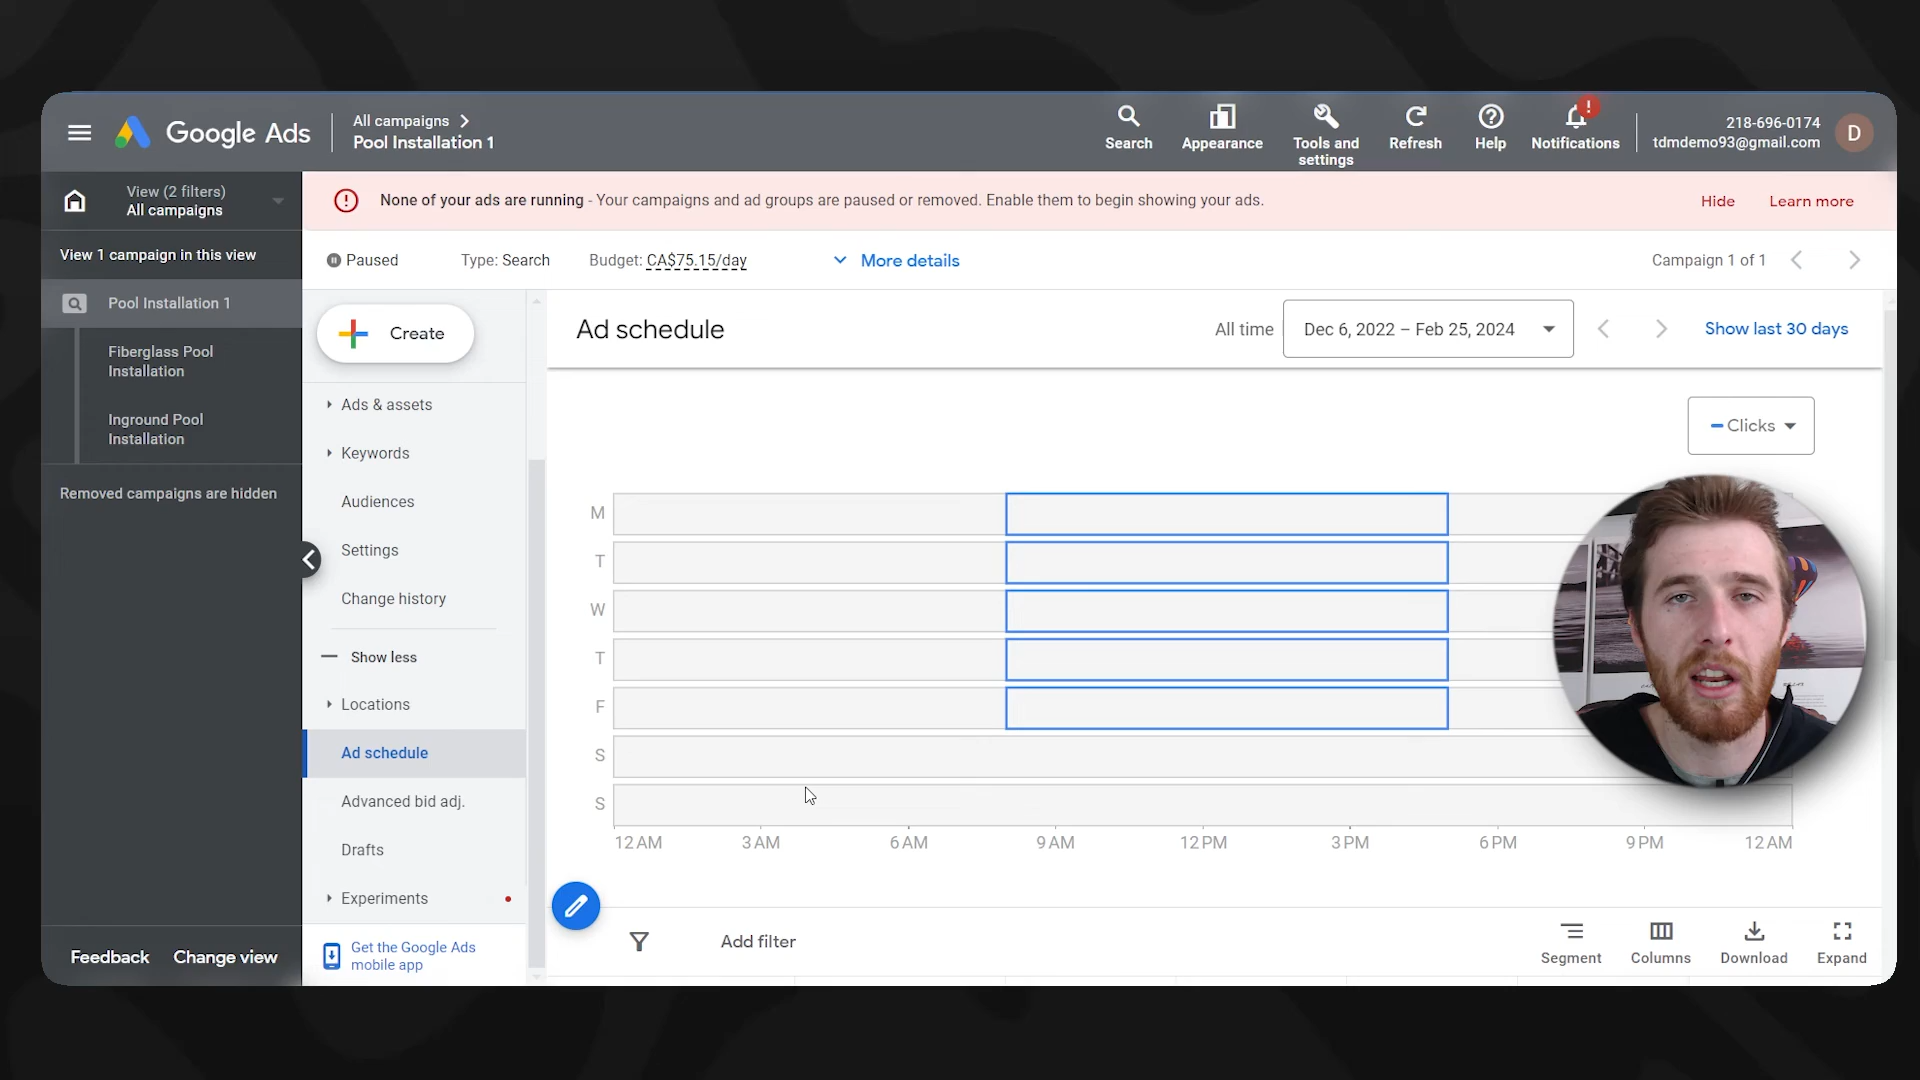 Google Ads
All campaigns
Pool Installation 1
Search
Appearance
Tools and
settings
Refresh
Help
!
Notifications
218-696-0174
tdmdemo93@gmail.com
D
View (2 filters)
All campaigns
None of your ads are running - Your campaigns and ad groups are paused or removed. Enable them to begin showing your ads.
Hide
Learn more
View 1 campaign in this view
Paused
Type: Search
Budget: CA$75.15/day
More details
Campaign 1 of 1
Pool Installation 1
Fiberglass Pool
Installation
Inground Pool
Installation
Removed campaigns are hidden
Create
Ads & assets
Keywords
Audiences
Settings
Change history
Show less
Locations
Ad schedule
Advanced bid adj.
Drafts
Experiments
Get the Google Ads
mobile app
Feedback
Change view
Ad schedule
All time
Dec 6, 2022 – Feb 25, 2024
Show last 30 days
Clicks
M
T
W
T
F
S
S
12 AM
3 AM
6 AM
9 AM
12 PM
3 PM
6 PM
9 PM
12 AM
Add filter
Segment
Columns
Download
Expand